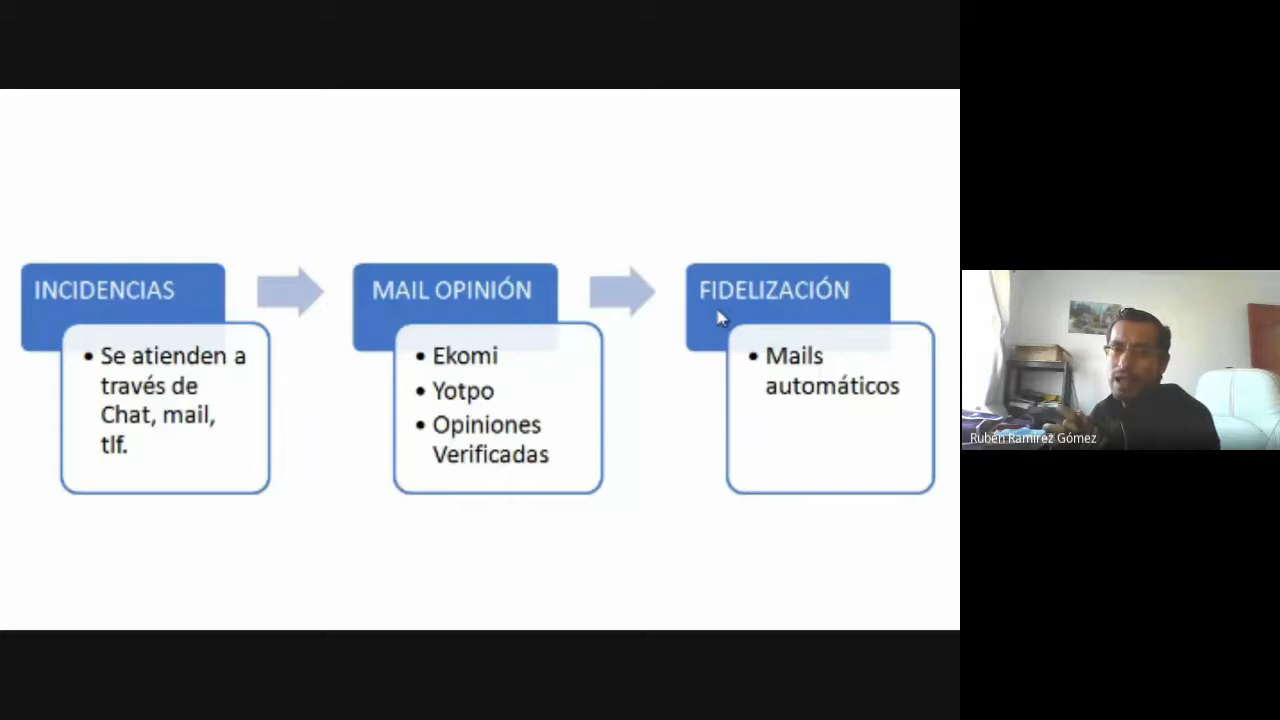 INCIDENCIAS
• Se atienden a
través de
Chat, mail,
tlf.
MAIL OPINIÓN
• Ekomi
• Yotpo
• Opiniones
Verificadas
FIDELIZACIÓN
• Mails
automáticos
Rubén Ramírez Gómez